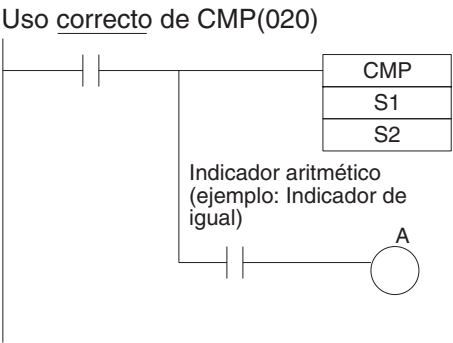 Uso correcto de CMP(020)
CMP
S1
S2
Indicador aritmético
(ejemplo: Indicador de
igual)
A